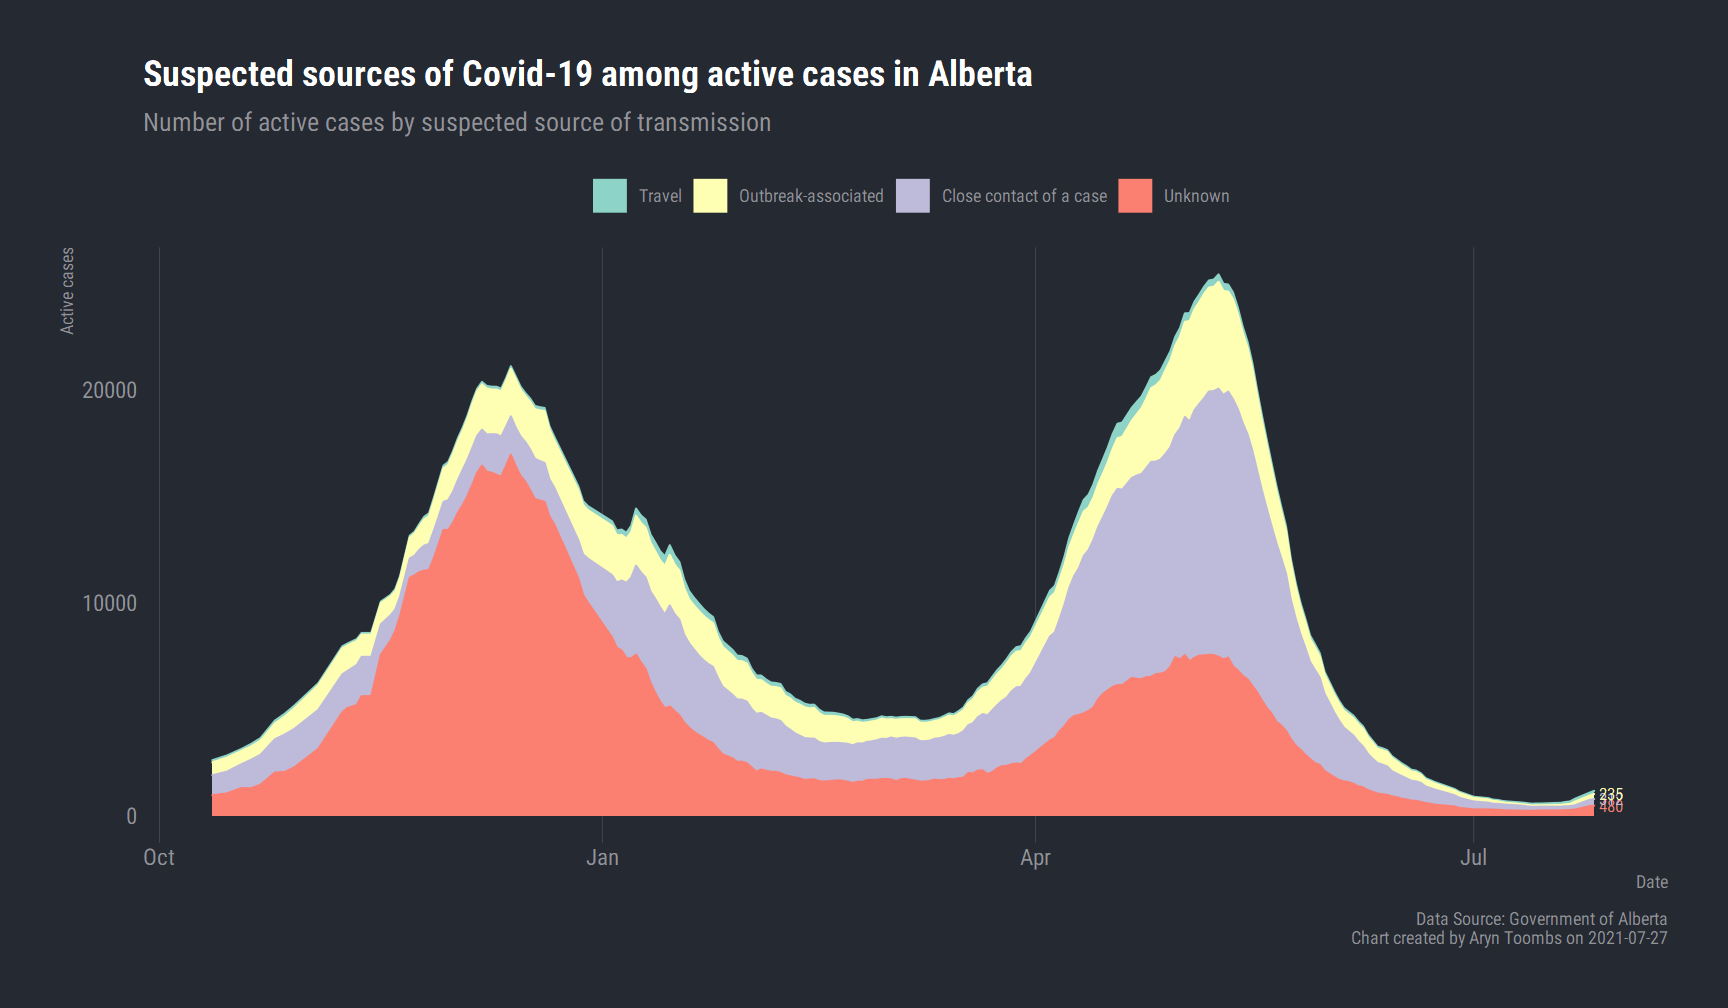 Suspected sources of Covid-19 among active cases in Alberta
Number of active cases by suspected source of transmission
Travel Outbreak-associated Close contact of a case Unknown
Active cases
20000
10000
0
235
480
Oct Jan Apr Jul
Date
Data Source: Government of Alberta
Chart created by Aryn Toombs on 2021-07-27